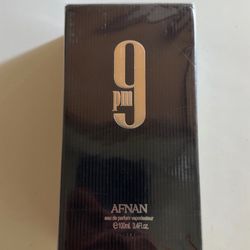 9
pm
AFNAN
eau de parfum vaporisateur
℮100ml 3.4Fl.oz